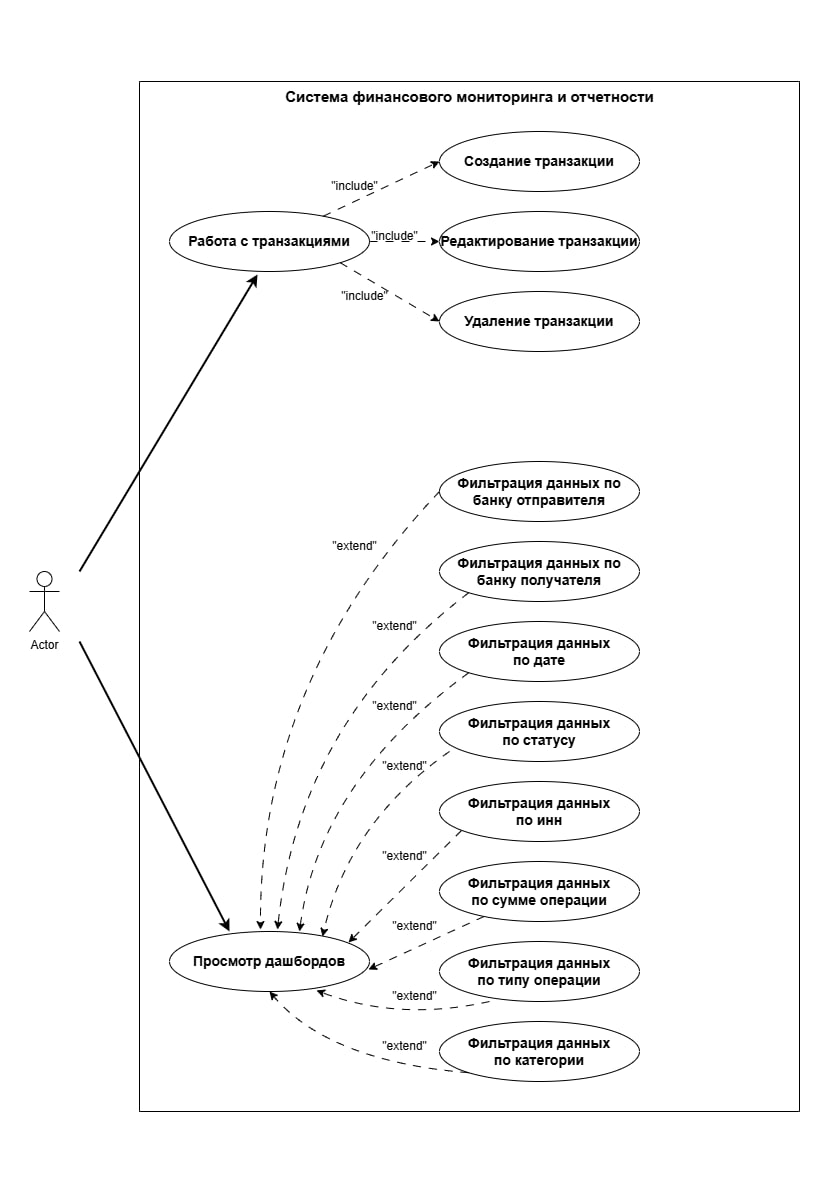 Система финансового мониторинга и отчетности
Создание транзакции
"include"
Работа с транзакциями
"include"
Редактирование транзакции
"include"
Удаление транзакции
Фильтрация данных по
банку отправителя
"extend"
Фильтрация данных по
банку получателя
"extend"
Actor
Фильтрация данных
по дате
"extend"
Фильтрация данных
по статусу
"extend"
Фильтрация данных
по инн
"extend"
Фильтрация данных
по сумме операции
"extend"
Просмотр дашбордов
Фильтрация данных
по типу операции
"extend"
Фильтрация данных
по категории
"extend"